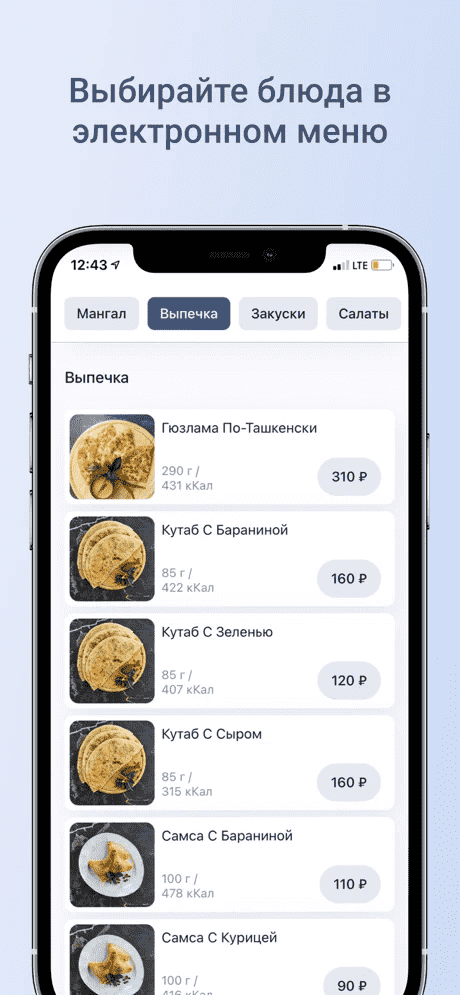 Выбирайте блюда в
электронном меню
12:43
LTE
Мангал
Выпечка
Закуски
Салаты
Выпечка
Гюзлама По-Ташкенски
290 г /
431 кКал
310 ₽
Кутаб С Бараниной
85 г /
422 кКал
160 ₽
Кутаб С Зеленью
85 г /
407 кКал
120 ₽
Кутаб С Сыром
85 г /
315 кКал
160 ₽
Самса С Бараниной
100 г /
478 кКал
110 ₽
Самса С Курицей
100 г /
416 кКал
90 ₽